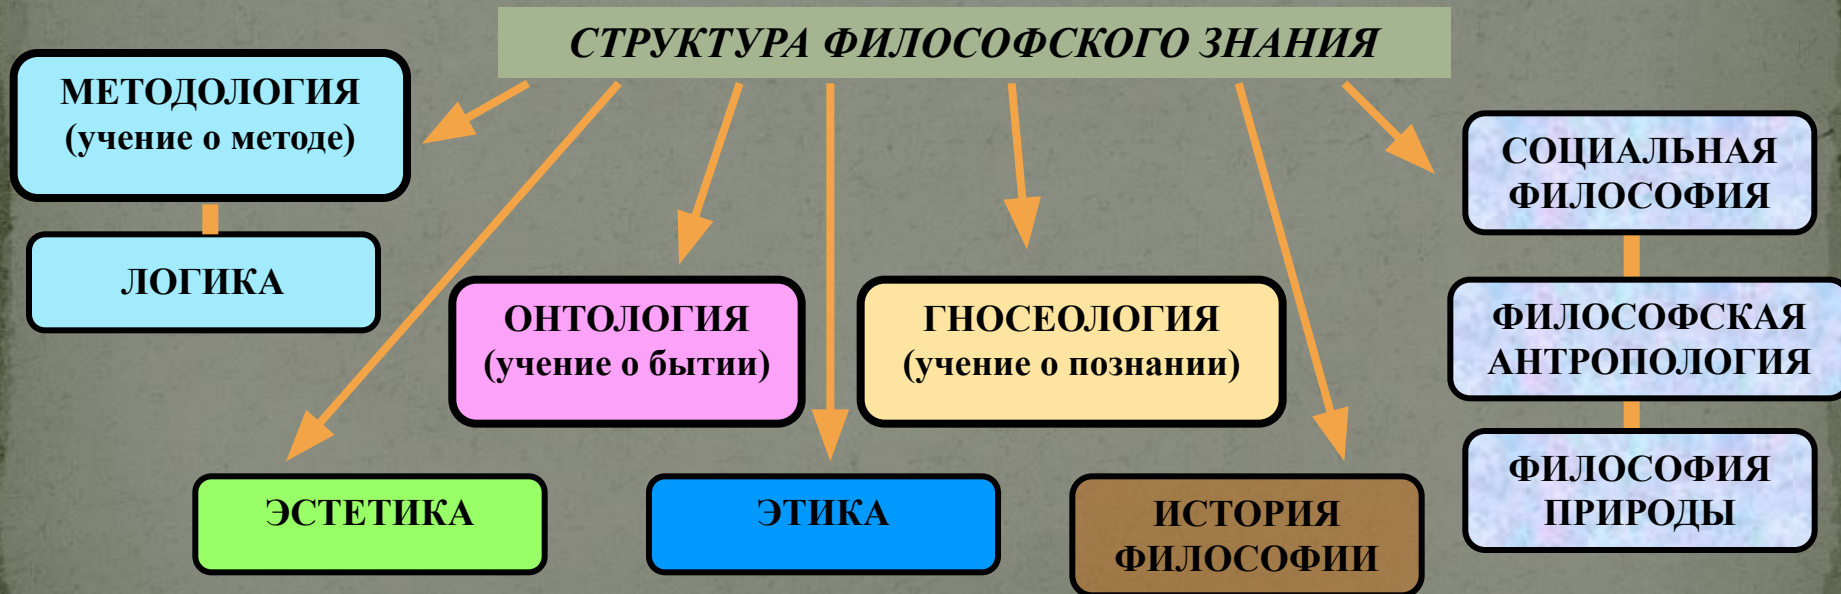 СТРУКТУРА ФИЛОСОФСКОГО ЗНАНИЯ
МЕТОДОЛОГИЯ
(учение о методе)
ЛОГИКА
ОНТОЛОГИЯ
(учение о бытии)
ГНОСЕОЛОГИЯ
(учение о познании)
СОЦИАЛЬНАЯ
ФИЛОСОФИЯ
ФИЛОСОФСКАЯ
АНТРОПОЛОГИЯ
ФИЛОСОФИЯ
ПРИРОДЫ
ЭСТЕТИКА
ЭТИКА
ИСТОРИЯ
ФИЛОСОФИИ